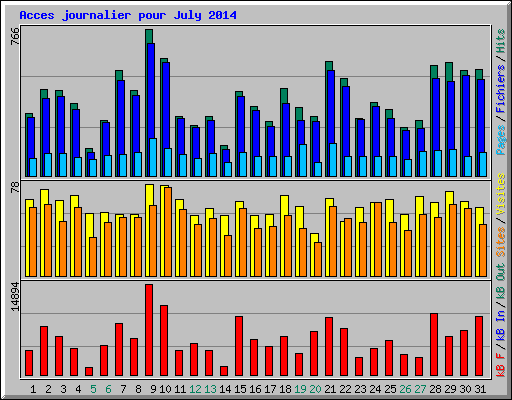 Acces journalier pour July 2014
766
Pages / Fichiers / Hits
78
Sites / Visites
14894
kB F / kB In / kB Out
1 2 3 4 5 6 7 8 9 10 11 12 13 14 15 16 17 18 19 20 21 22 23 24 25 26 27 28 29 30 31